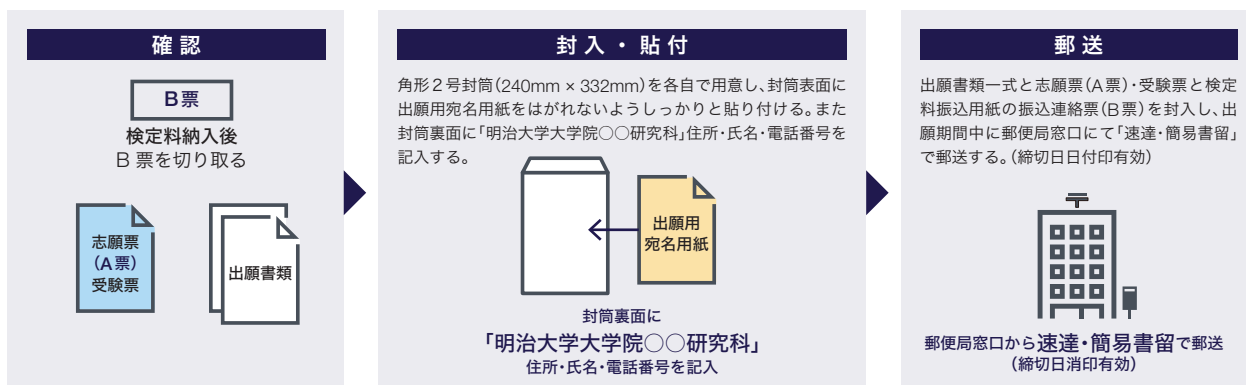 確認
B票
検定料納入後
B 票を切り取る
志願票
(A票)
受験票
出願書類
封入・貼付
角形2号封筒(240mm × 332mm)を各自で用意し、封筒表面に
出願用宛名用紙をはがれないようしっかりと貼り付ける。また
封筒裏面に「明治大学大学院○○研究科」住所・氏名・電話番号を
記入する。
出願用
宛名用紙
封筒裏面に
「明治大学大学院○○研究科」
住所・氏名・電話番号を記入
郵送
出願書類一式と志願票(A票)・受験票と検定
料振込用紙の振込連絡票(B票)を封入し、出
願期間中に郵便局窓口にて「速達・簡易書留」
で郵送する。(締切日日付印有効)
郵便局窓口から速達・簡易書留で郵送
(締切日消印有効)